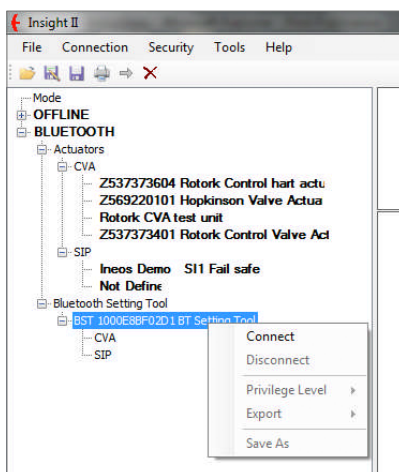 Insight II
File Connection Security Tools Help
Mode
OFFLINE
BLUETOOTH
Actuators
CVA
Z537373604 Rotork Control hart actu
Z569220101 Hopkinson Valve Actua
Rotork CVA test unit
Z537373401 Rotork Control Valve Act
SIP
Ineos Demo SI1 Fail safe
Not Define
Bluetooth Setting Tool
BST 1000E8BF02D1 BT Setting Tool
CVA
SIP
Connect
Disconnect
Privilege Level
Export
Save As